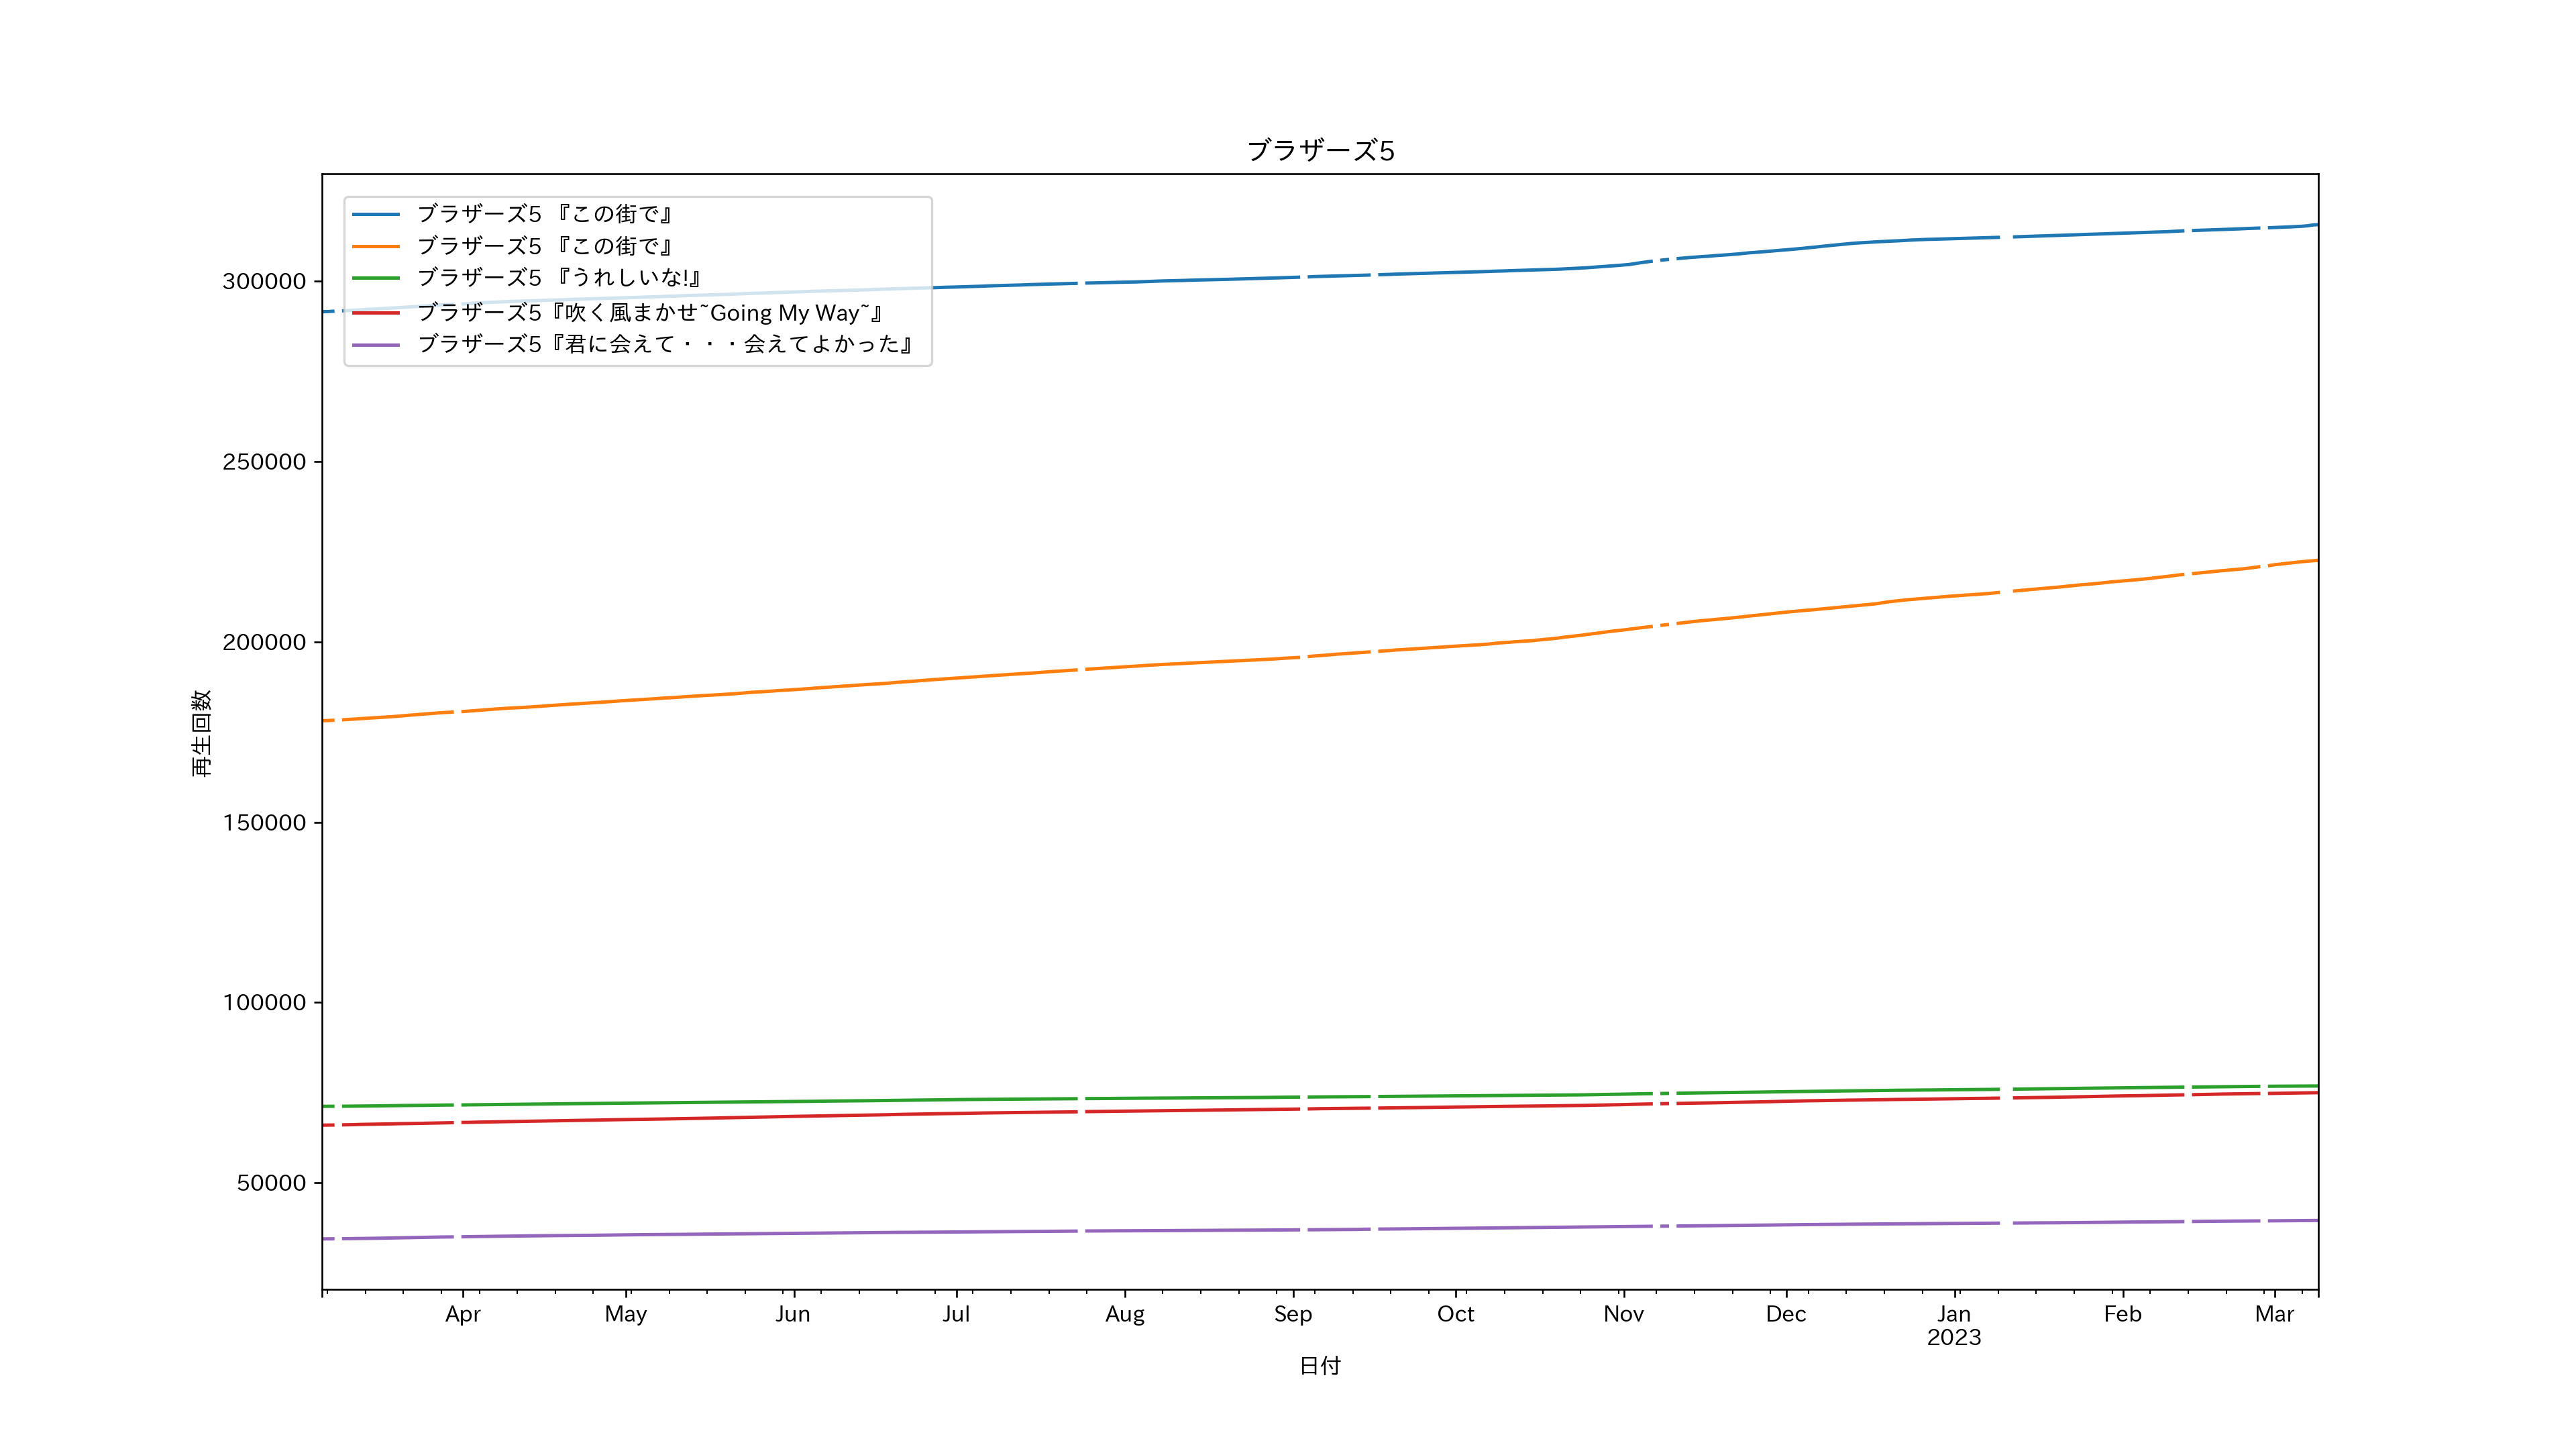 ブラザーズ5
ブラザーズ5 『この街で』
ブラザーズ5 『この街で』
ブラザーズ5 『うれしいな!』
ブラザーズ5『吹く風まかせ~Going My Way~』
ブラザーズ5『君に会えて・・・会えてよかった』
300000
250000
200000
150000
100000
50000
再生回数
Apr May Jun Jul Aug Sep Oct Nov Dec Jan Feb Mar
2023
日付